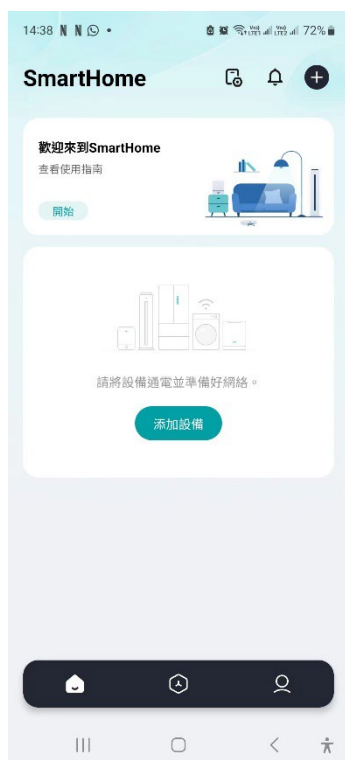 14:38 N N 72%
SmartHome
歡迎來到SmartHome
查看使用指南
開始
請將設備通電並準備好網絡。
添加設備